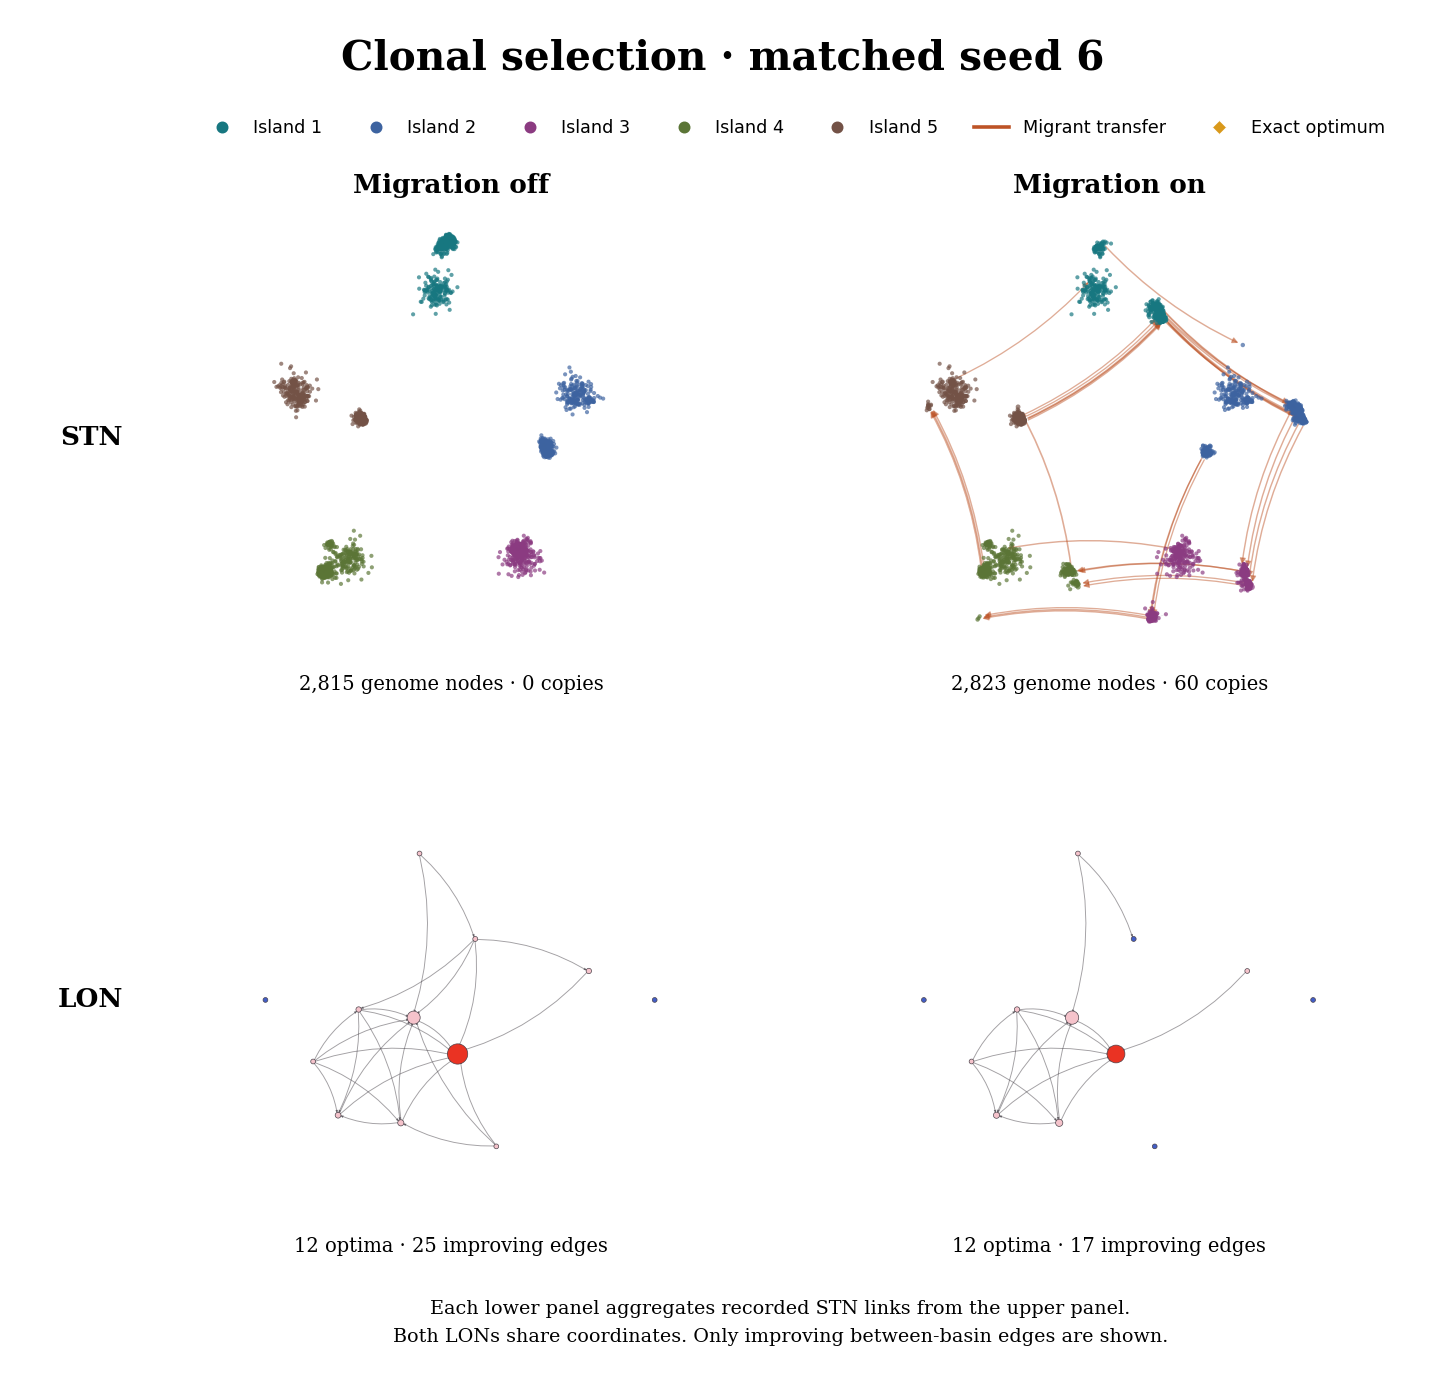 Clonal selection · matched seed 6
Island 1
Island 2
Island 3
Island 4
Island 5
Migrant transfer
Exact optimum
Migration off
Migration on
STN
2,815 genome nodes · 0 copies
2,823 genome nodes · 60 copies
LON
12 optima · 25 improving edges
12 optima · 17 improving edges
Each lower panel aggregates recorded STN links from the upper panel.
Both LONs share coordinates. Only improving between-basin edges are shown.